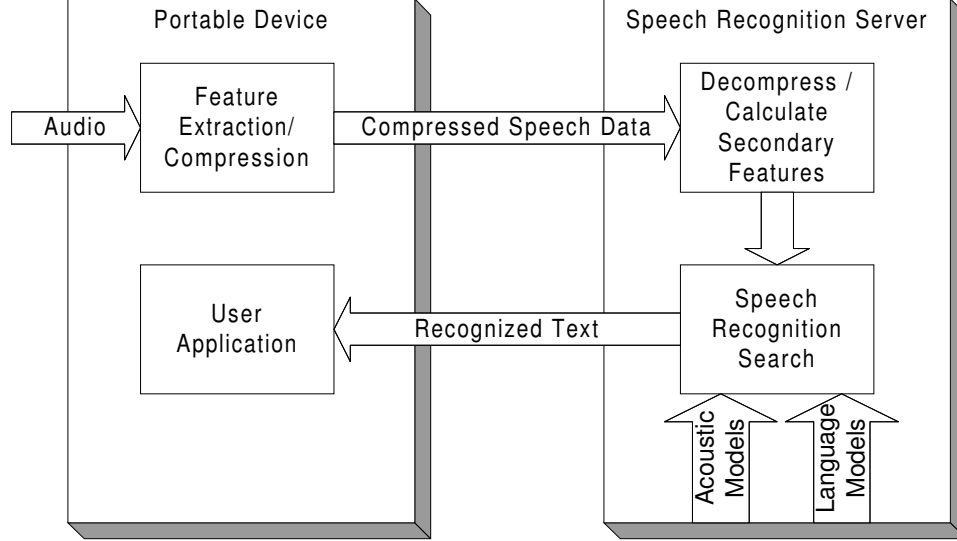 Portable Device
Speech Recognition Server
Audio
Feature
Extraction/
Compression
Compressed Speech Data
Decompress /
Calculate
Secondary
Features
User
Application
Recognized Text
Speech
Recognition
Search
Acoustic
Models
Language
Models